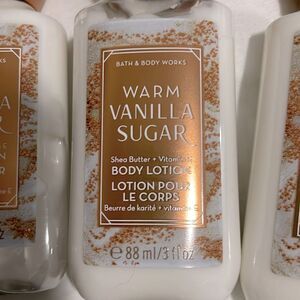 BATH & BODY WORKS
WARM
VANILLA
SUGAR
Shea Butter + Vitamin E
BODY LOTION
LOTION POUR
LE CORPS
Beurre de karité + vitamine E
e 88 ml/3 fl oz